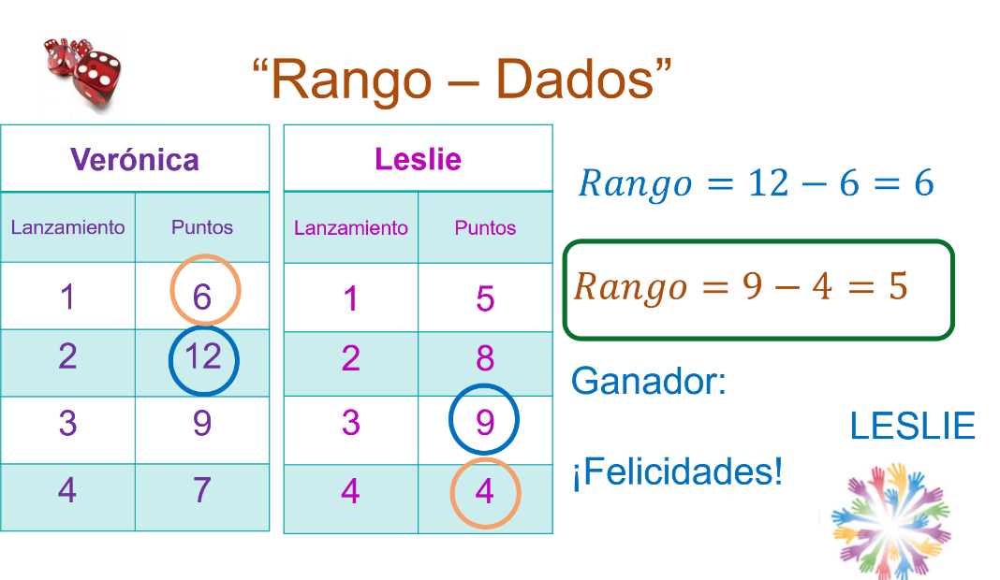 “Rango – Dados”
Verónica
Lanzamiento Puntos
1 6
2 12
3 9
4 7
Leslie
Lanzamiento Puntos
1 5
2 8
3 9
4 4
Rango = 12 − 6 = 6
Rango = 9 − 4 = 5
Ganador:
LESLIE
¡Felicidades!